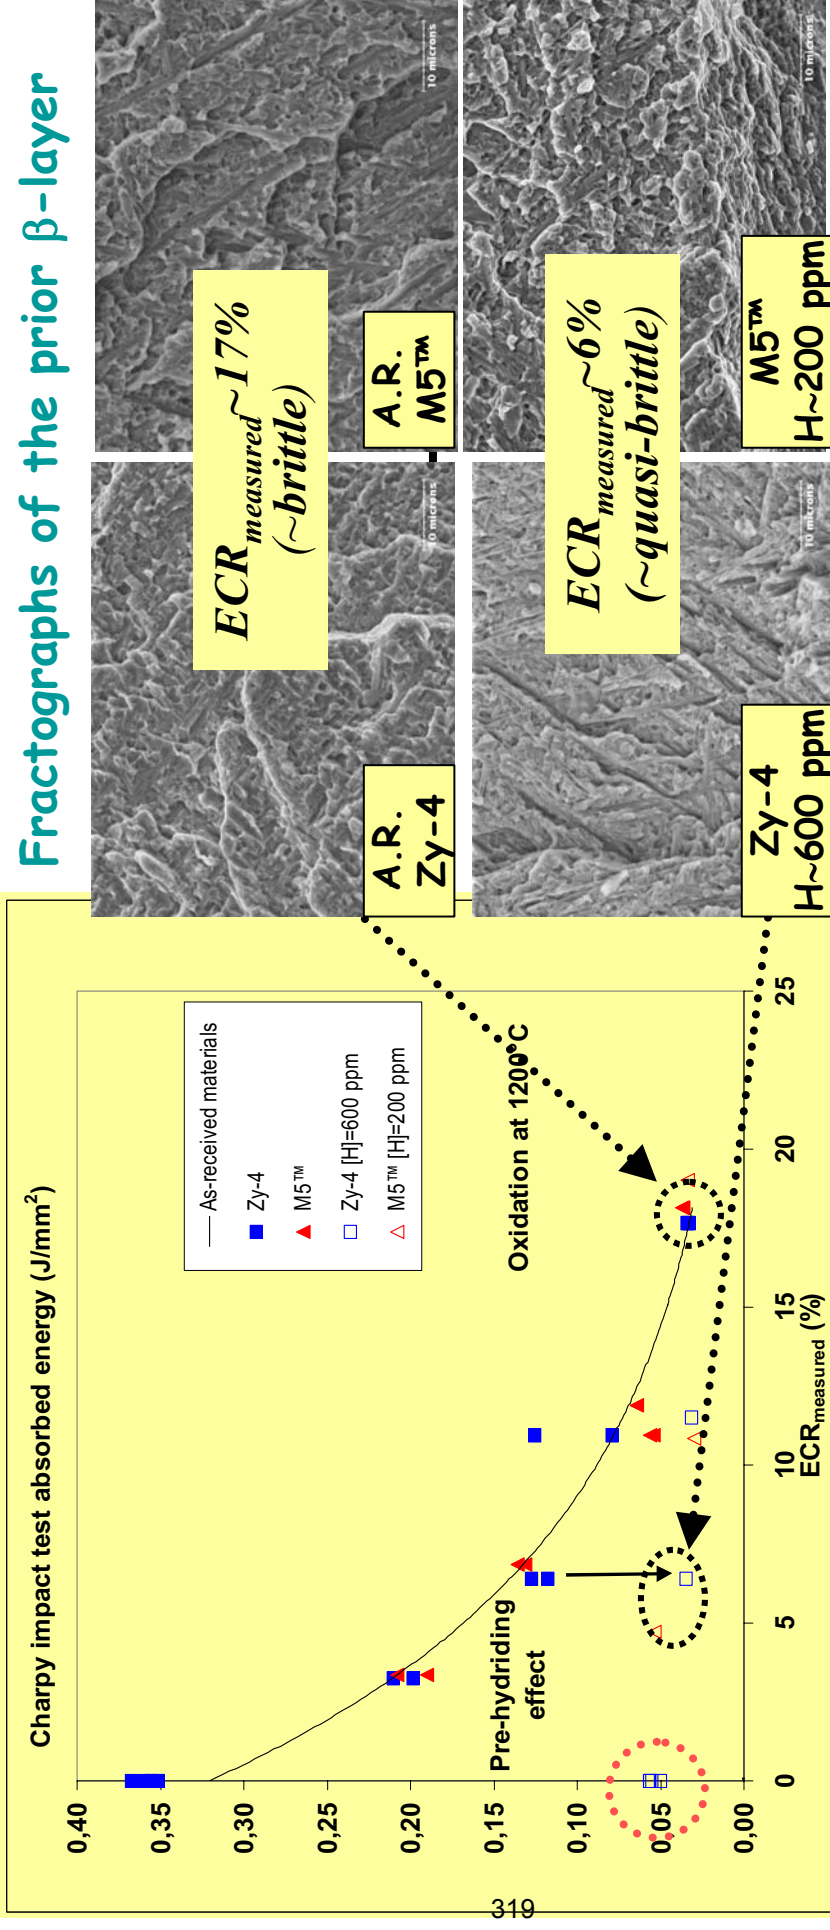 Fractographs of the prior β-layer
Charpy impact test absorbed energy (J/mm²)
0,40
0,35
0,30
0,25
0,20
0,15
0,10
0,05
0,00
0
5
10
15
20
25
ECRmeasured (%)
As-received materials
Zy-4
M5™
Zy-4 [H]=600 ppm
M5™ [H]=200 ppm
Oxidation at 1200°C
Pre-hydriding
effect
ECRmeasured~17%
(~brittle)
A.R.
Zy-4
10 microns
A.R.
M5™
10 microns
ECRmeasured~6%
(~quasi-brittle)
Zy-4
H~600 ppm
10 microns
M5™
H~200 ppm
10 microns
319